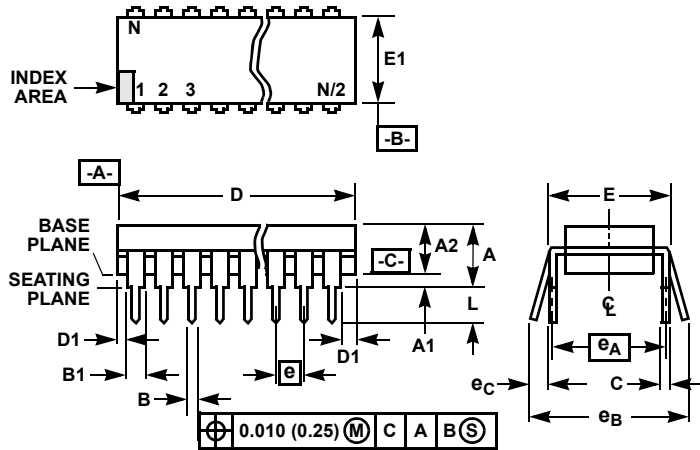 N
E1
INDEX
AREA
1 2 3 N/2
-B-
-A-
D
E
BASE
PLANE
A2
A
-C-
SEATING
PLANE
L
℄
D1
A1
D1
eA
B1
e
eC
C
B
eB
⌖ 0.010 (0.25) Ⓜ C A B Ⓢ